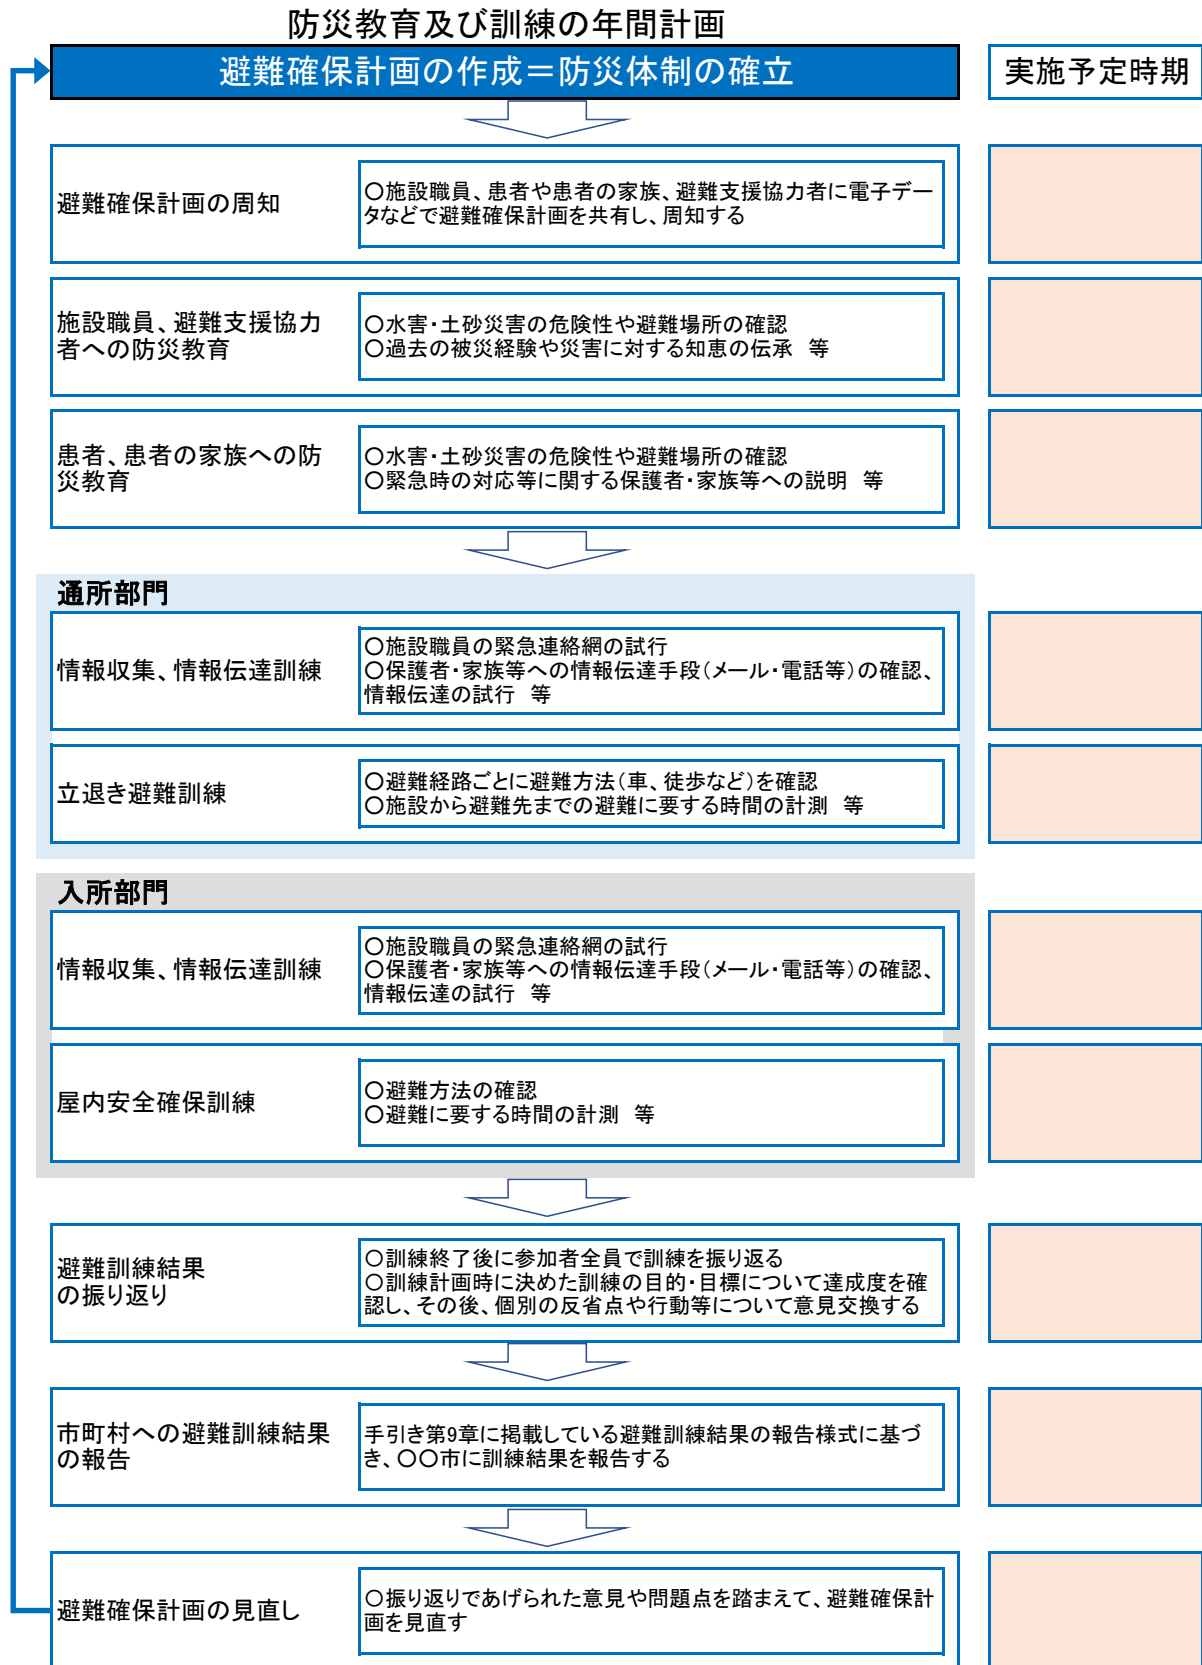 防災教育及び訓練の年間計画
避難確保計画の作成＝防災体制の確立
実施予定時期
避難確保計画の周知
〇施設職員、患者や患者の家族、避難支援協力者に電子デー
タなどで避難確保計画を共有し、周知する
施設職員、避難支援協力
者への防災教育
〇水害・土砂災害の危険性や避難場所の確認
〇過去の被災経験や災害に対する知恵の伝承　等
患者、患者の家族への防
災教育
〇水害・土砂災害の危険性や避難場所の確認
〇緊急時の対応等に関する保護者・家族等への説明　等
通所部門
情報収集、情報伝達訓練
〇施設職員の緊急連絡網の試行
〇保護者・家族等への情報伝達手段（メール・電話等）の確認、
情報伝達の試行　等
立退き避難訓練
〇避難経路ごとに避難方法（車、徒歩など）を確認
〇施設から避難先までの避難に要する時間の計測　等
入所部門
情報収集、情報伝達訓練
〇施設職員の緊急連絡網の試行
〇保護者・家族等への情報伝達手段（メール・電話等）の確認、
情報伝達の試行　等
屋内安全確保訓練
〇避難方法の確認
〇避難に要する時間の計測　等
避難訓練結果
の振り返り
〇訓練終了後に参加者全員で訓練を振り返る
〇訓練計画時に決めた訓練の目的・目標について達成度を確
認し、その後、個別の反省点や行動等について意見交換する
市町村への避難訓練結果
の報告
手引き第9章に掲載している避難訓練結果の報告様式に基づ
き、〇〇市に訓練結果を報告する
避難確保計画の見直し
〇振り返りであげられた意見や問題点を踏まえて、避難確保計
画を見直す